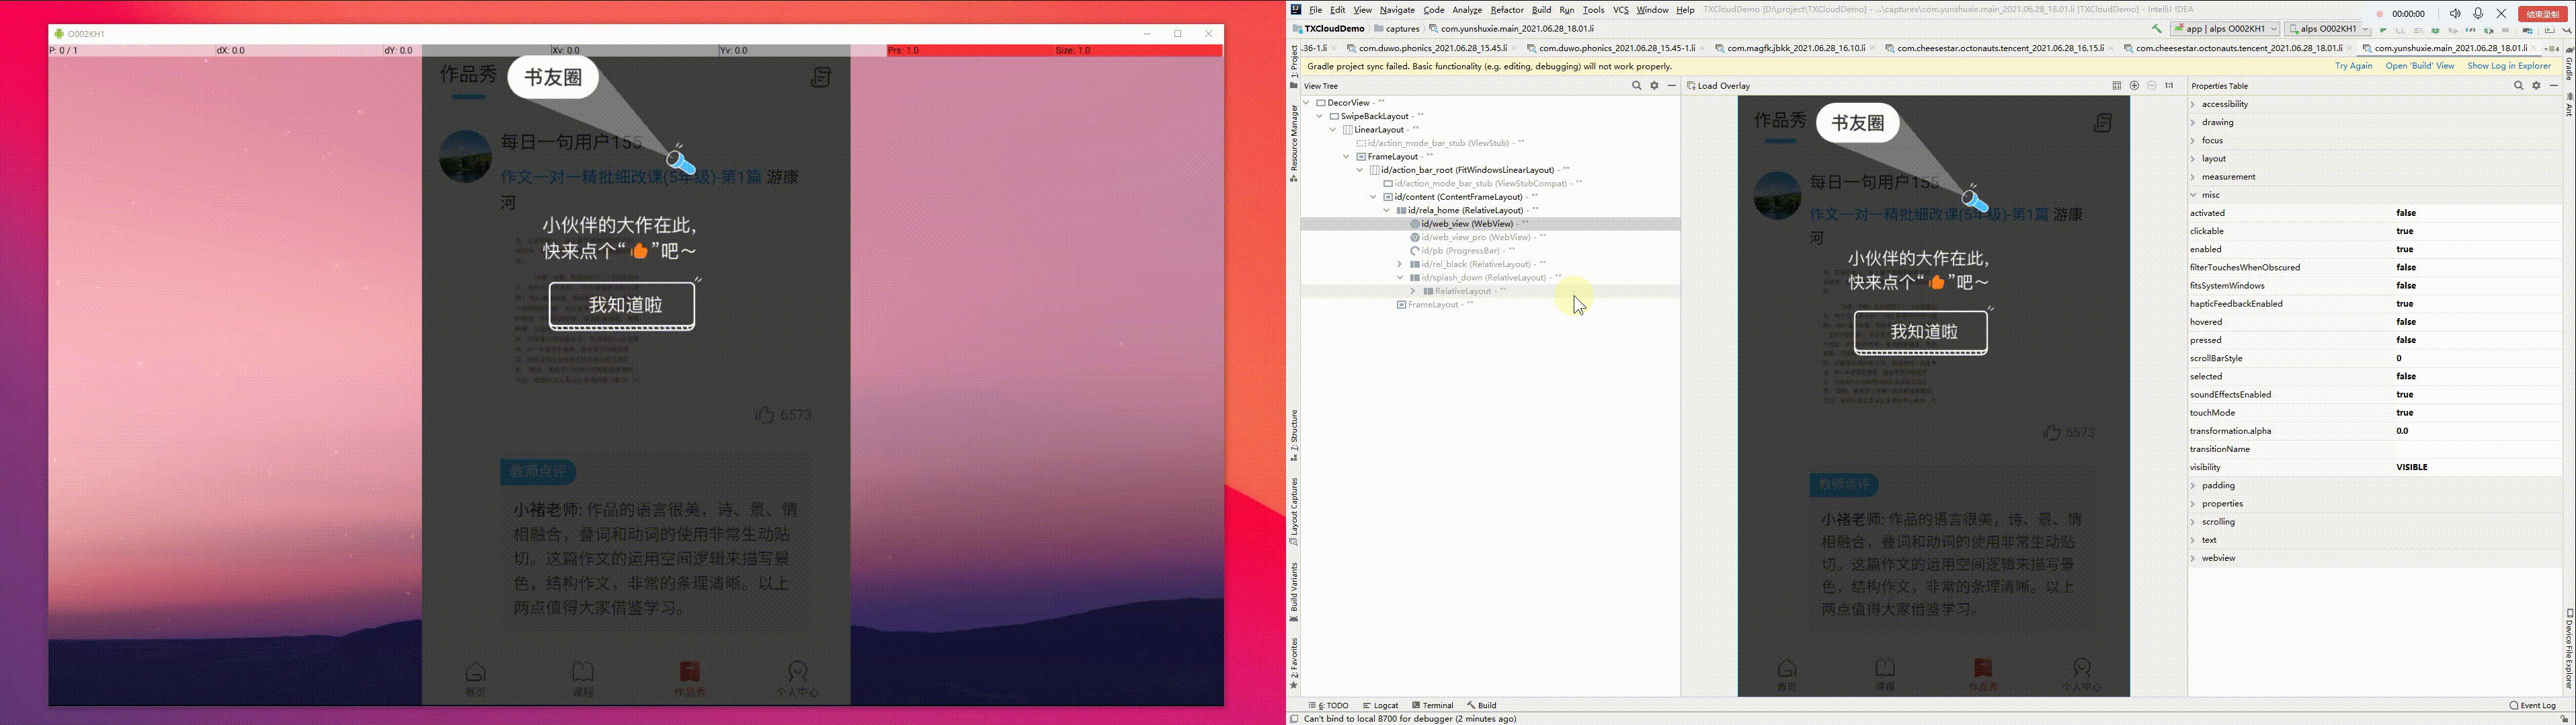 O002KH1
P: 0 / 1 dX: 0.0 dY: 0.0 Xv: 0.0 Yv: 0.0 Prs: 1.0 Size: 1.0
作品秀 书友圈
每日一句用户155
作文一对一精批细改课(5年级)-第1篇 游康
河
小伙伴的大作在此,
快来点个“👍”吧～
我知道啦
6573
教师点评
小褚老师: 作品的语言很美，诗、景、情
相融合，叠词和动词的使用非常生动贴
切。这篇作文的运用空间逻辑来描写景
色，结构作文，非常的条理清晰。以上
两点值得大家借鉴学习。
首页 课程 作品秀 个人中心
File Edit View Navigate Code Analyze Refactor Build Run Tools VCS Window Help TXCloudDemo [D:\project\TXCloudDemo] - ...\captures\com.yunshuxie.main_2021.06.28_18.01.li [TXCloudDemo] - IntelliJ IDEA
00:00:00 结束录制
TXCloudDemo captures com.yunshuxie.main_2021.06.28_18.01.li
app | alps O002KH1 alps O002KH1
.36-1.li com.duwo.phonics_2021.06.28_15.45.li com.duwo.phonics_2021.06.28_15.45-1.li com.magfk.jbkk_2021.06.28_16.10.li com.cheesestar.octonauts.tencent_2021.06.28_16.15.li com.cheesestar.octonauts.tencent_2021.06.28_18.01.li com.yunshuxie.main_2021.06.28_18.01.li
Gradle project sync failed. Basic functionality (e.g. editing, debugging) will not work properly. Try Again Open 'Build' View Show Log in Explorer
1: Project
Resource Manager
7: Structure
Layout Captures
Build Variants
2: Favorites
View Tree
DecorView - ""
SwipeBackLayout - ""
LinearLayout - ""
id/action_mode_bar_stub (ViewStub) - ""
FrameLayout - ""
id/action_bar_root (FitWindowsLinearLayout) - ""
id/action_mode_bar_stub (ViewStubCompat) - ""
id/content (ContentFrameLayout) - ""
id/rela_home (RelativeLayout) - ""
id/web_view (WebView) - ""
id/web_view_pro (WebView) - ""
id/pb (ProgressBar) - ""
id/rel_black (RelativeLayout) - ""
id/splash_down (RelativeLayout) - ""
RelativeLayout - ""
FrameLayout - ""
Load Overlay
1:1
作品秀 书友圈
每日一句用户155
作文一对一精批细改课(5年级)-第1篇 游康
河
小伙伴的大作在此,
快来点个“👍”吧～
我知道啦
6573
教师点评
小褚老师: 作品的语言很美，诗、景、情
相融合，叠词和动词的使用非常生动贴
切。这篇作文的运用空间逻辑来描写景
色，结构作文，非常的条理清晰。以上
两点值得大家借鉴学习。
首页 课程 作品秀 个人中心
Properties Table
accessibility
drawing
focus
layout
measurement
misc
activated false
clickable true
enabled true
filterTouchesWhenObscured false
fitsSystemWindows false
hapticFeedbackEnabled true
hovered false
pressed false
scrollBarStyle 0
selected false
soundEffectsEnabled true
touchMode true
transformation.alpha 0.0
transitionName
visibility VISIBLE
padding
properties
scrolling
text
webview
Gradle
Ant
Device File Explorer
6: TODO Logcat Terminal Build Event Log
Can't bind to local 8700 for debugger (2 minutes ago)